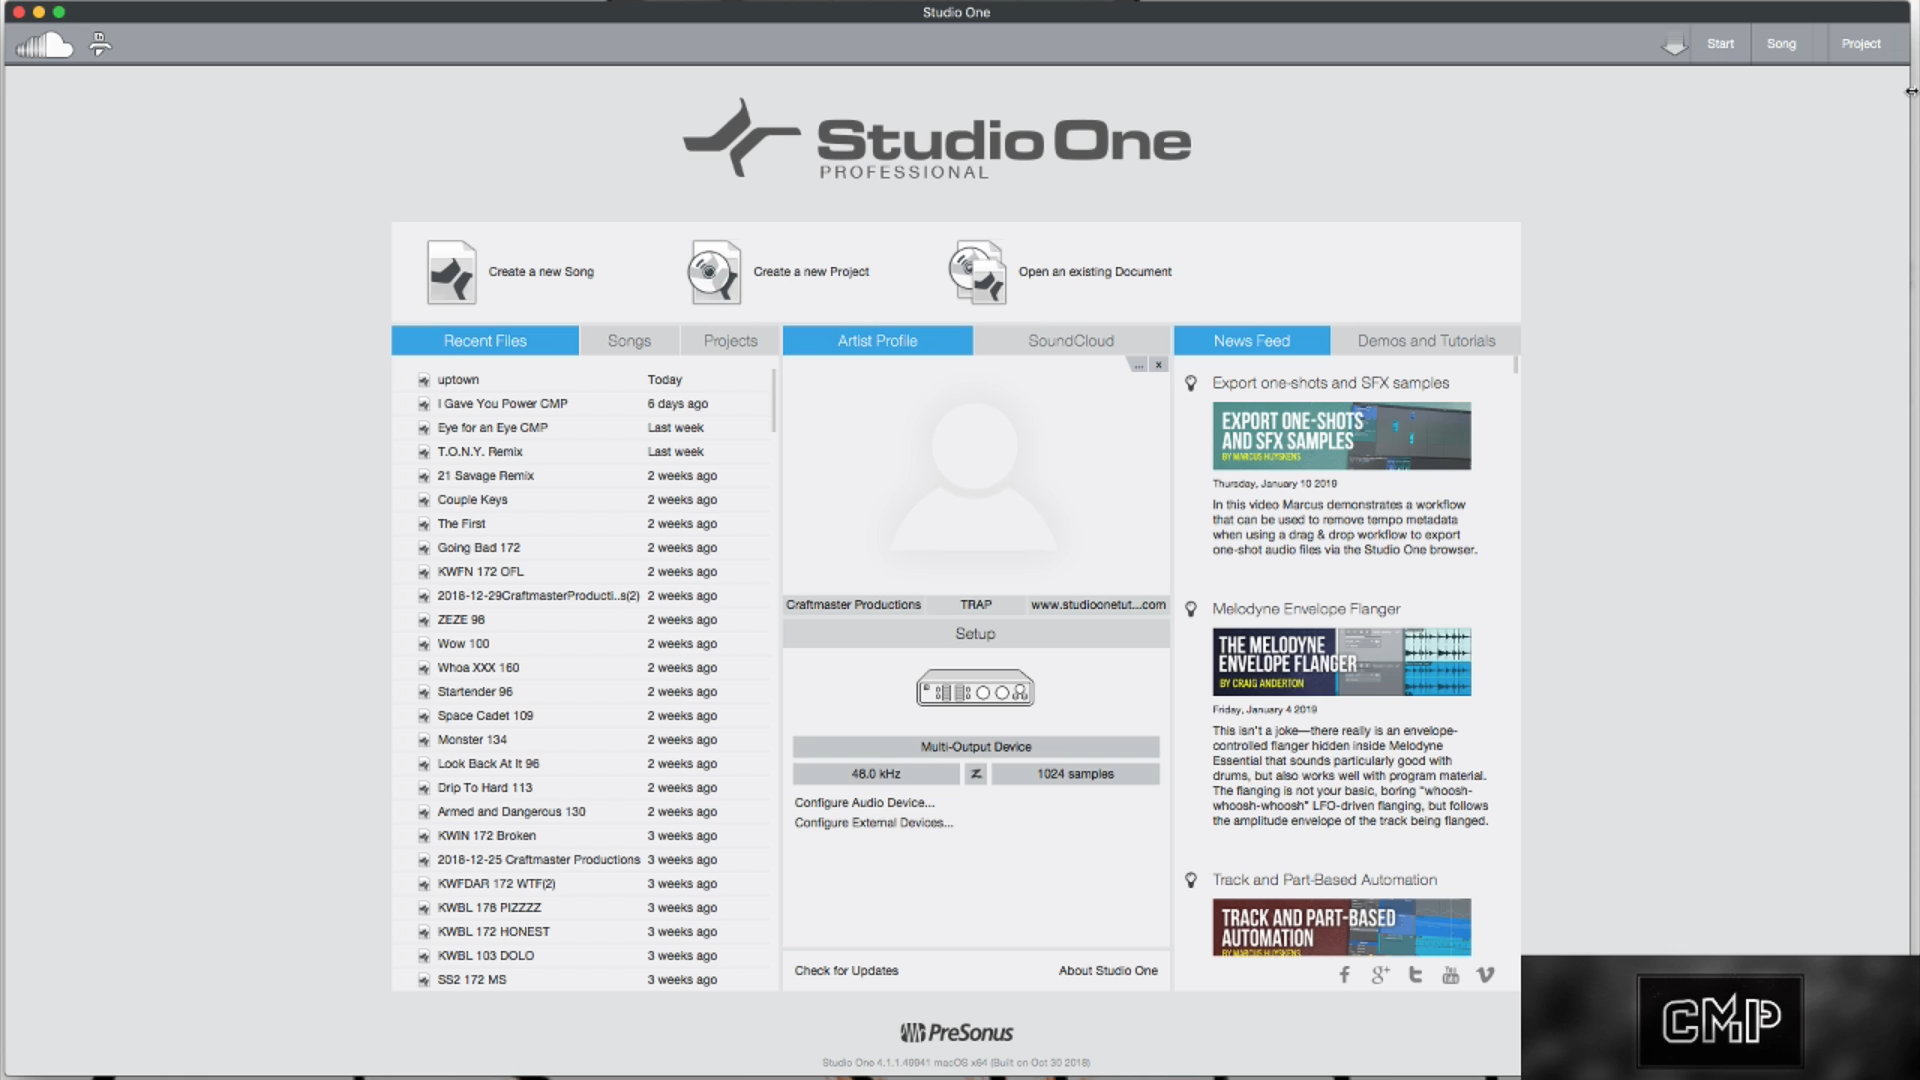 Studio One
Start
Song
Project
Studio One
PROFESSIONAL
Create a new Song
Create a new Project
Open an existing Document
Recent Files
Songs
Projects
Artist Profile
SoundCloud
News Feed
Demos and Tutorials
uptown Today
I Gave You Power CMP 6 days ago
Eye for an Eye CMP Last week
T.O.N.Y. Remix Last week
21 Savage Remix 2 weeks ago
Couple Keys 2 weeks ago
The First 2 weeks ago
Going Bad 172 2 weeks ago
KWFN 172 OFL 2 weeks ago
2018-12-29CraftmasterProducti..s(2) 2 weeks ago
ZEZE 98 2 weeks ago
Wow 100 2 weeks ago
Whoa XXX 160 2 weeks ago
Startender 96 2 weeks ago
Space Cadet 109 2 weeks ago
Monster 134 2 weeks ago
Look Back At It 96 2 weeks ago
Drip To Hard 113 2 weeks ago
Armed and Dangerous 130 2 weeks ago
KWIN 172 Broken 3 weeks ago
2018-12-25 Craftmaster Productions 3 weeks ago
KWFDAR 172 WTF(2) 3 weeks ago
KWBL 178 PIZZZZ 3 weeks ago
KWBL 172 HONEST 3 weeks ago
KWBL 103 DOLO 3 weeks ago
SS2 172 MS 3 weeks ago
... x
Craftmaster Productions
TRAP
www.studioonetut...com
Setup
Multi-Output Device
48.0 kHz
Z
1024 samples
Configure Audio Device...
Configure External Devices...
Check for Updates
About Studio One
Export one-shots and SFX samples
EXPORT ONE-SHOTS
AND SFX SAMPLES
BY MARCUS HUYSKENS
Thursday, January 10 2019
In this video Marcus demonstrates a workflow
that can be used to remove tempo metadata
when using a drag & drop workflow to export
one-shot audio files via the Studio One browser.
Melodyne Envelope Flanger
THE MELODYNE
ENVELOPE FLANGER
BY CRAIG ANDERTON
Friday, January 4 2019
This isn't a joke—there really is an envelope-
controlled flanger hidden inside Melodyne
Essential that sounds particularly good with
drums, but also works well with program material.
The flanging is not your basic, boring "whoosh-
whoosh-whoosh" LFO-driven flanging, but follows
the amplitude envelope of the track being flanged.
Track and Part-Based Automation
TRACK AND PART-BASED
AUTOMATION
BY MARCUS HUYSKENS
PreSonus
Studio One 4.1.1.49941 macOS x64 (Built on Oct 30 2018)
CMP